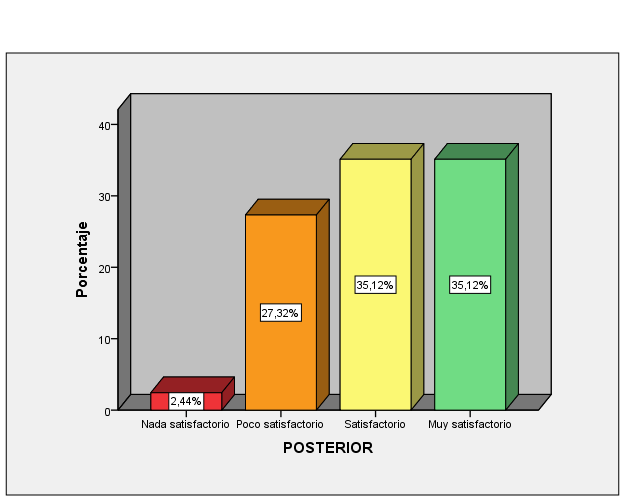 40
30
20
10
0
Porcentaje
35,12%
35,12%
27,32%
2,44%
Nada satisfactorio
Poco satisfactorio
Satisfactorio
Muy satisfactorio
POSTERIOR